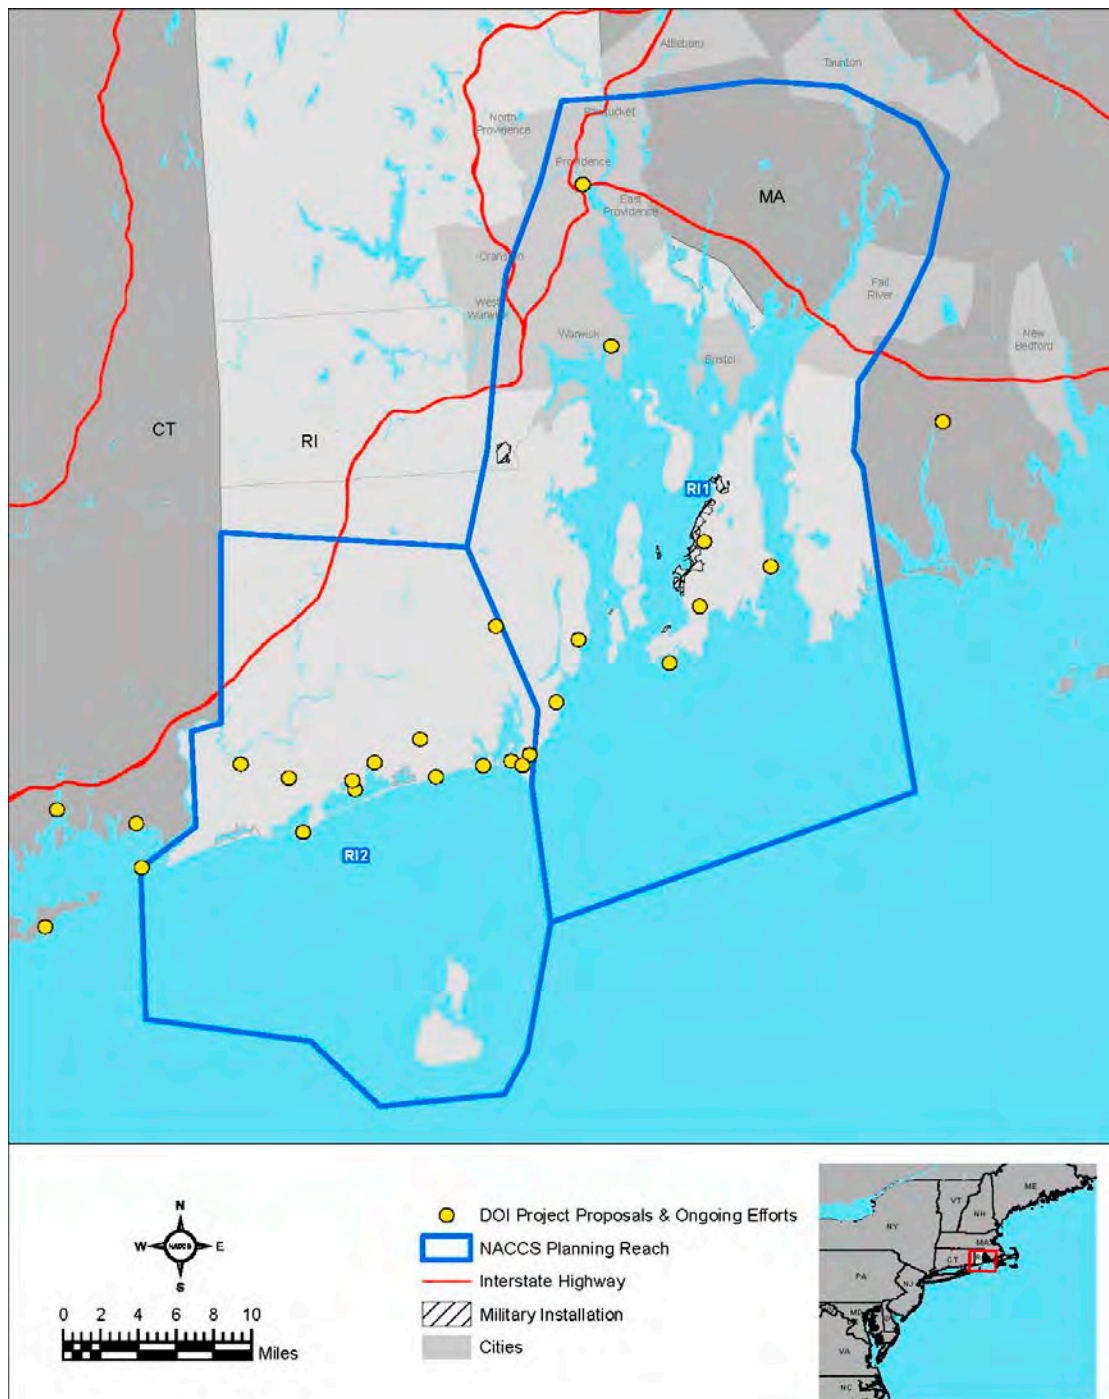 Attleboro
Taunton
North
Providence
Pawtucket
Providence
East
Providence
MA
Cranston
Fall
River
West
Warwick
Warwick
New
Bedford
Bristol
CT
RI
RI1
RI2
N
W NACCS E
S
0 2 4 6 8 10
Miles
DOI Project Proposals & Ongoing Efforts
NACCS Planning Reach
Interstate Highway
Military Installation
Cities
ME
VT
NH
NY
MA
CT
PA
NJ
MD
VA
NC